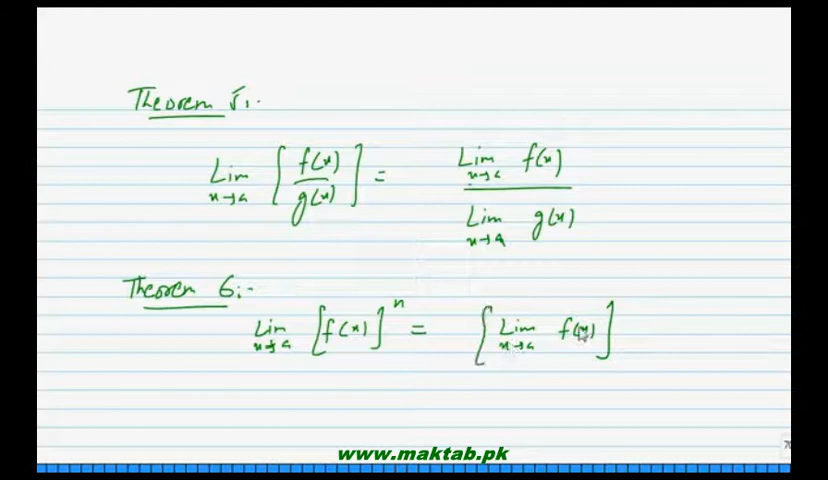 Theorem 5:-
Lim x→a [f(x)/g(x)] = Lim x→a f(x) / Lim x→a g(x)
Theorem 6:-
Lim x→a [f(x)]^n = [Lim x→a f(x)]
www.maktab.pk